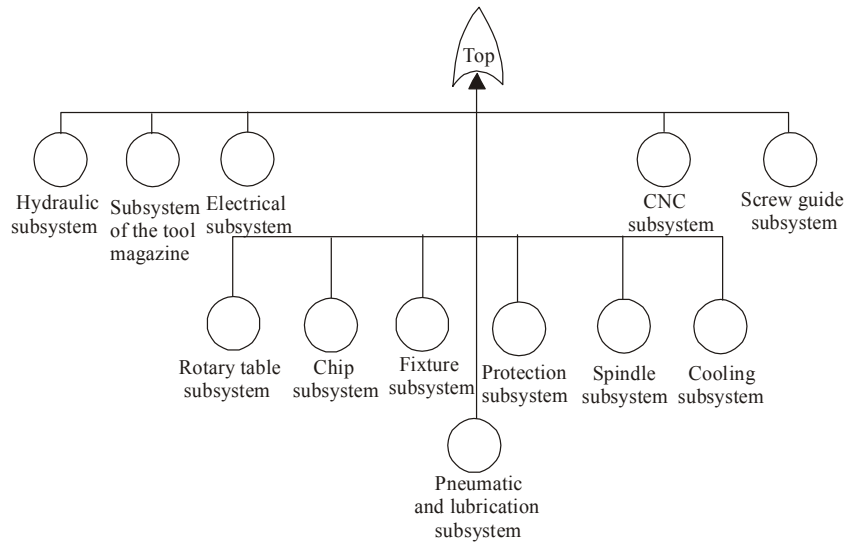 Top
Hydraulic
subsystem
Subsystem
of the tool
magazine
Electrical
subsystem
CNC
subsystem
Screw guide
subsystem
Rotary table
subsystem
Chip
subsystem
Fixture
subsystem
Protection
subsystem
Spindle
subsystem
Cooling
subsystem
Pneumatic
and lubrication
subsystem